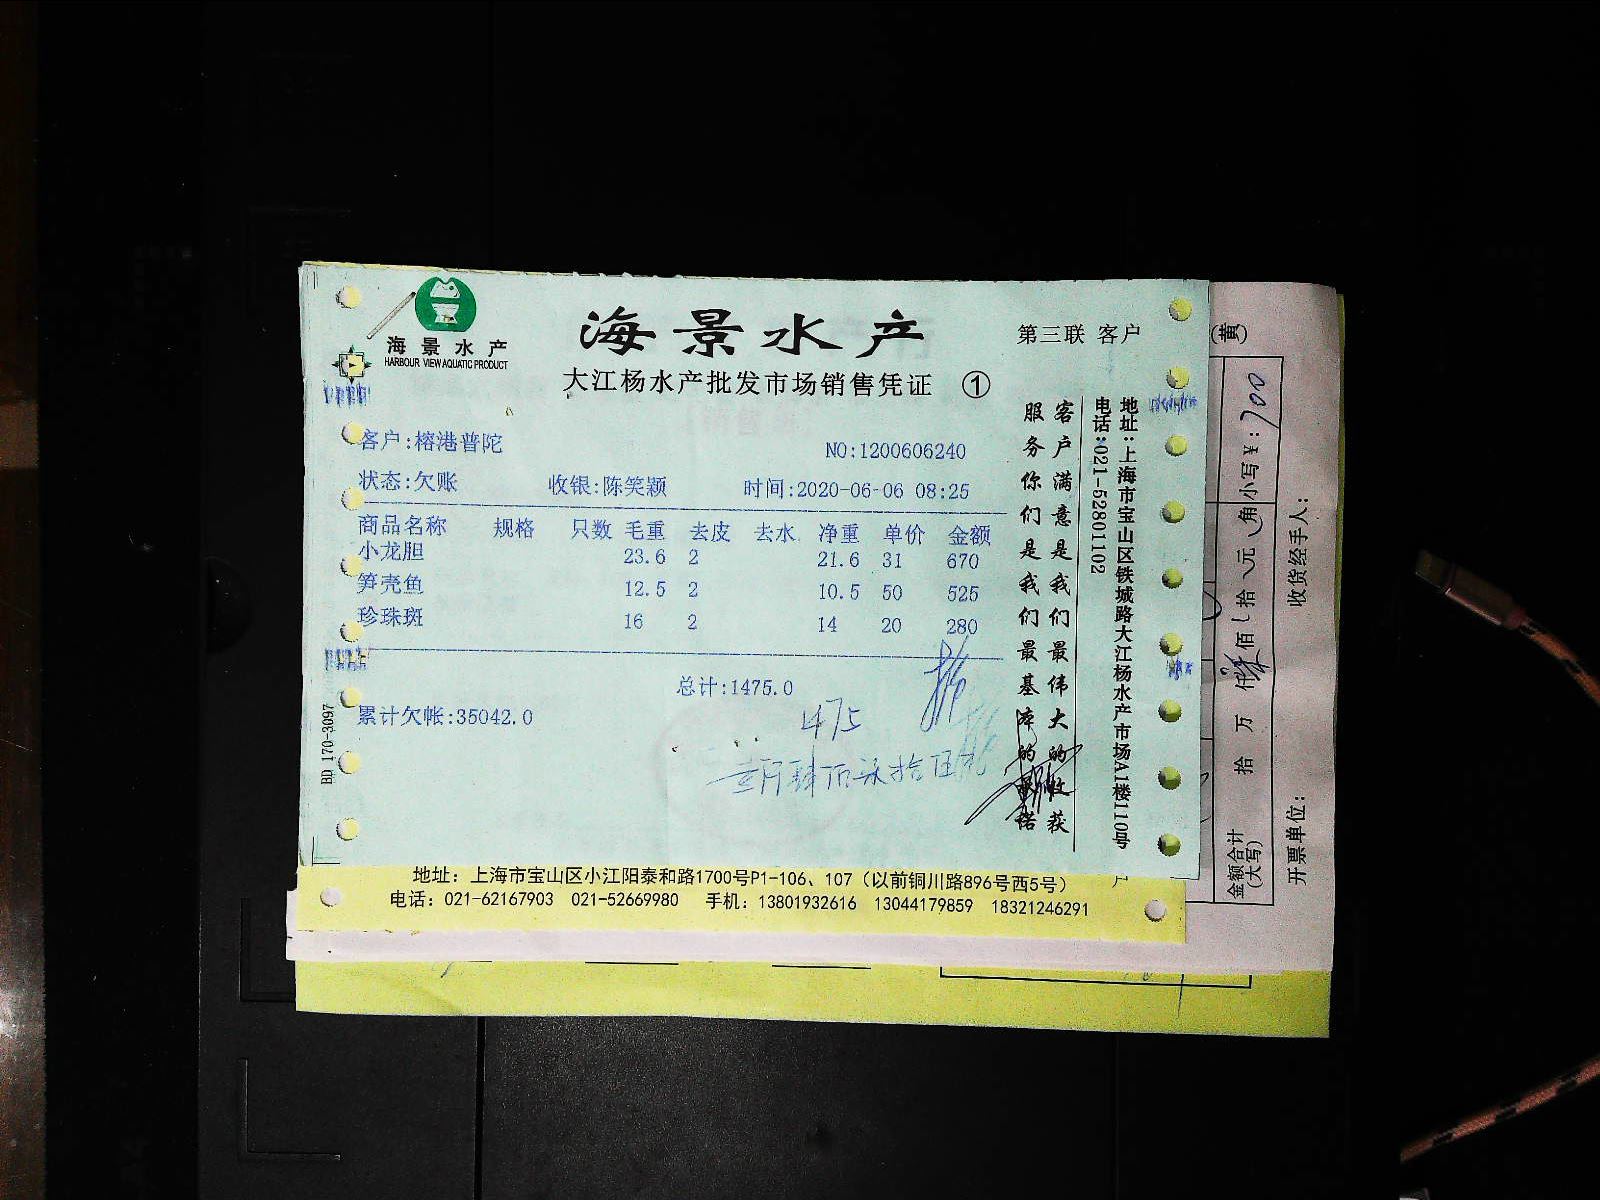 海景水产
HARBOUR VIEW AQUATIC PRODUCT
海景水产
第三联 客户
大江杨水产批发市场销售凭证 ①
客户:榕港普陀 NO:1200606240
状态:欠账 收银:陈笑颖 时间:2020-06-06 08:25
商品名称 规格 只数 毛重 去皮 去水 净重 单价 金额
小龙胆 23.6 2 21.6 31 670
笋壳鱼 12.5 2 10.5 50 525
珍珠斑 16 2 14 20 280
总计:1475.0
累计欠帐:35042.0
1475
壹仟肆佰柒拾伍元
BD 170-3097
客户满意是我们最伟大的收获
服务你们是我们最基本的承诺
地址:上海市宝山区铁城路大江杨水产市场A1楼110号
电话:021-52801102
地址: 上海市宝山区小江阳泰和路1700号P1-106、107 (以前铜川路896号西5号)
电话: 021-62167903 021-52669980 手机: 13801932616 13044179859 18321246291
户
(黄)
金额合计(大写) 拾 万 仟 柒佰 拾 元 角 小写¥: 700
开票单位: 收货经手人: